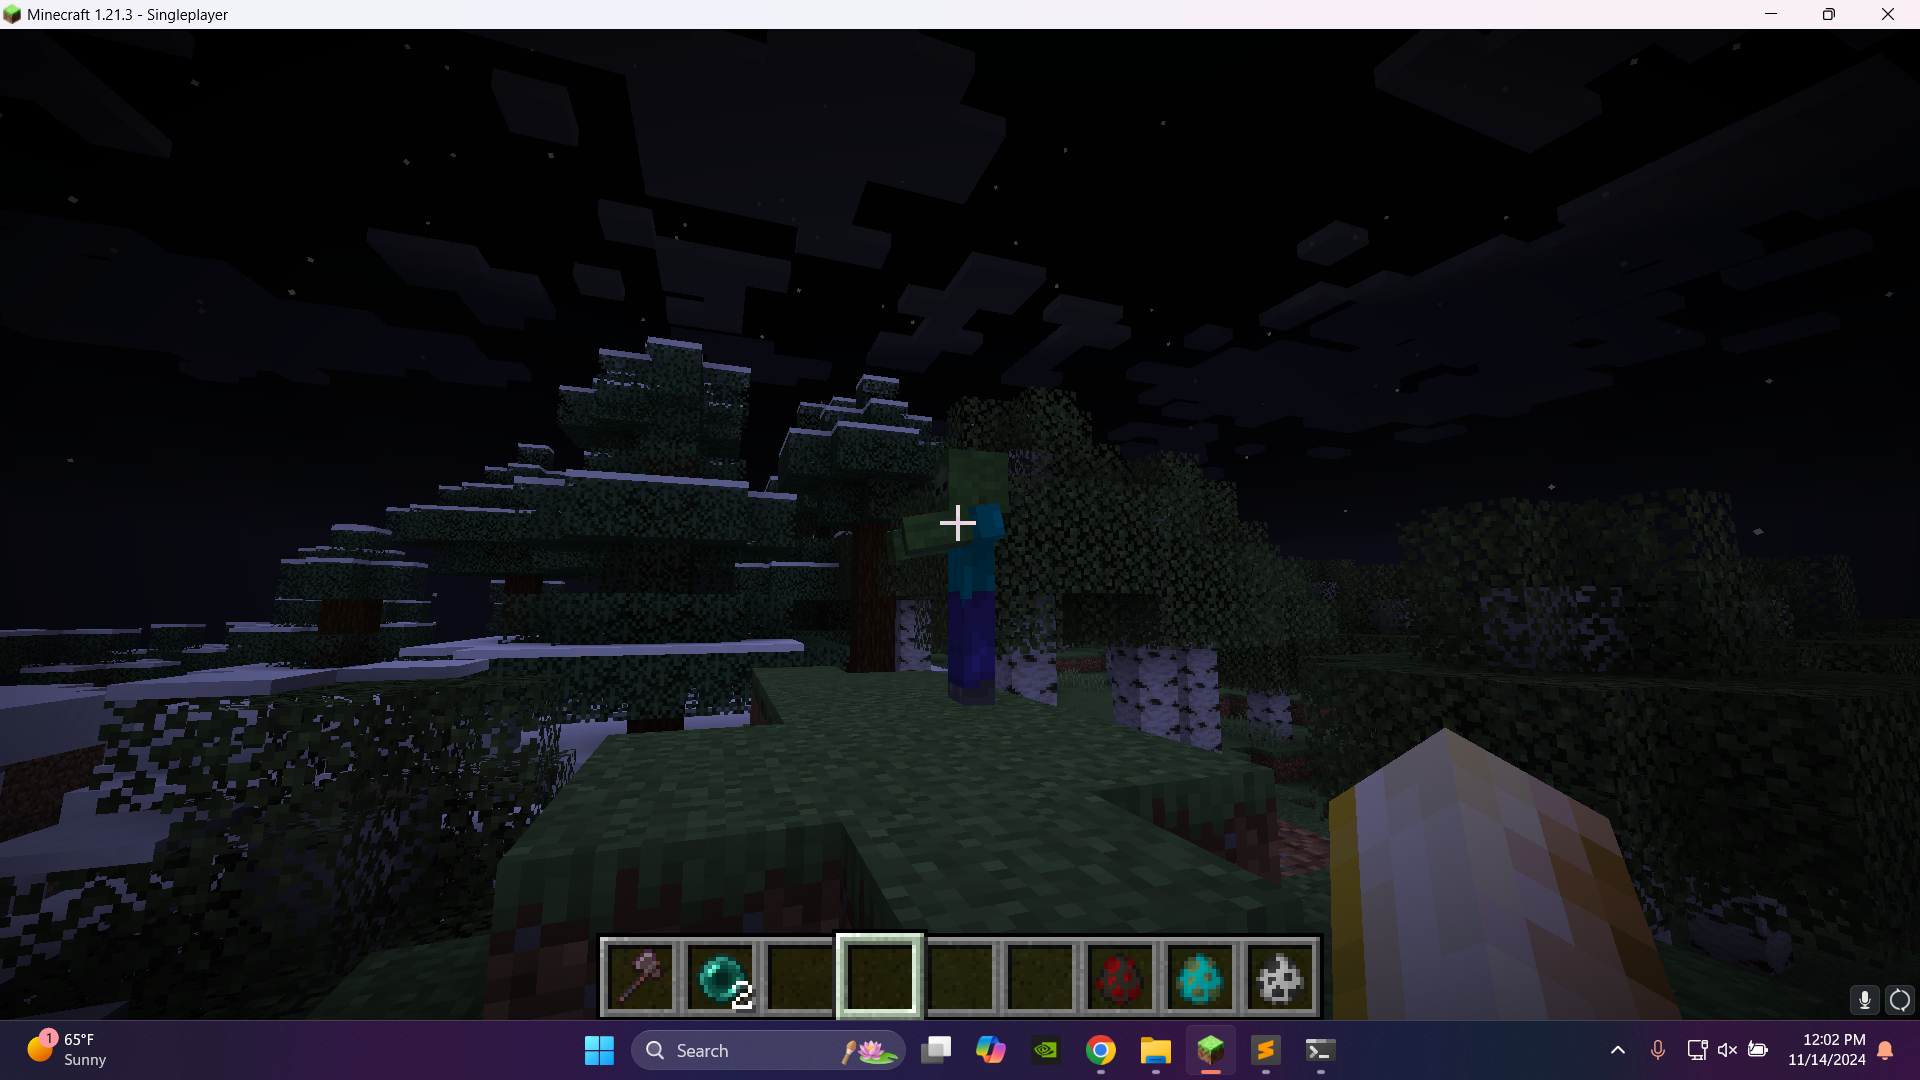 Minecraft 1.21.3 - Singleplayer
2
1
65°F
Sunny
Search
12:02 PM
11/14/2024